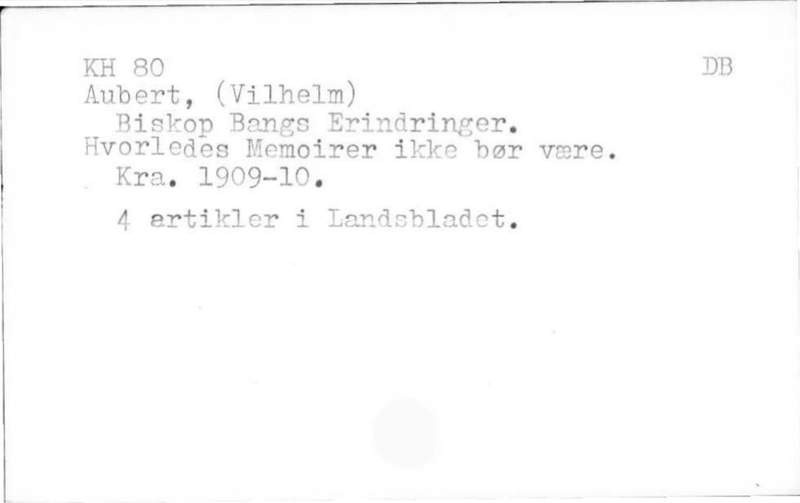 KH 80 DB
Aubert, (Vilhelm)
Biskop Bangs Erindringer.
Hvorledes Memoirer ikke bør være.
Kra. 1909-10.
4 artikler i Landsbladet.